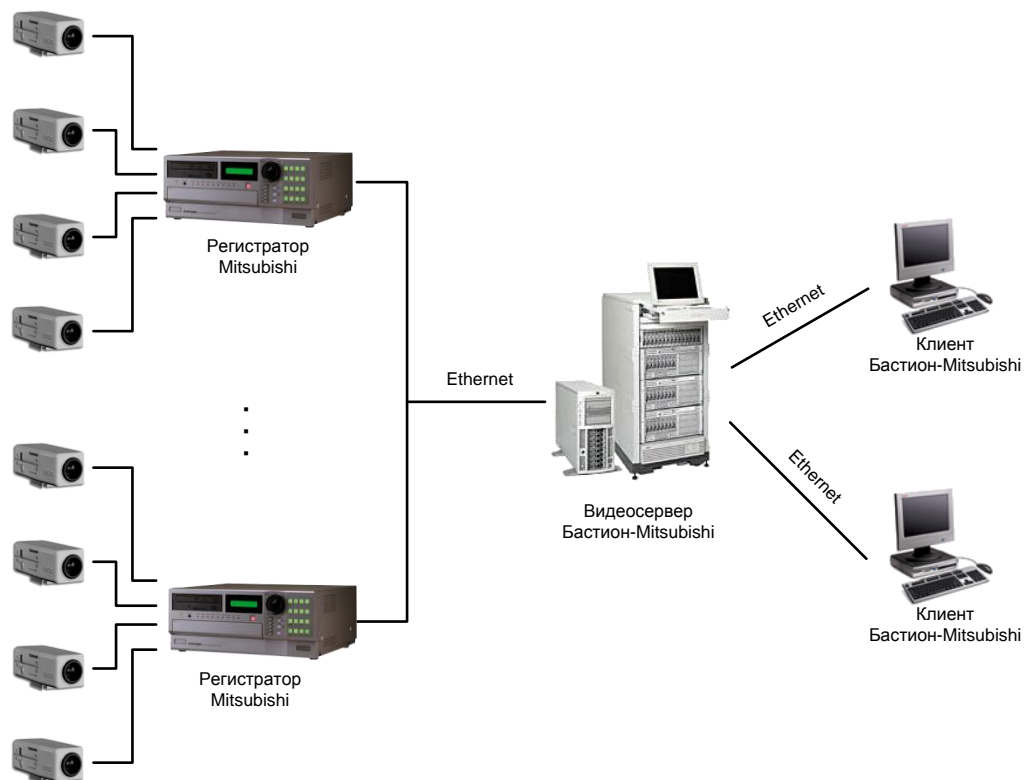 Регистратор
Mitsubishi
Ethernet
Видеосервер
Бастион-Mitsubishi
Ethernet
Клиент
Бастион-Mitsubishi
Ethernet
Клиент
Бастион-Mitsubishi
Регистратор
Mitsubishi